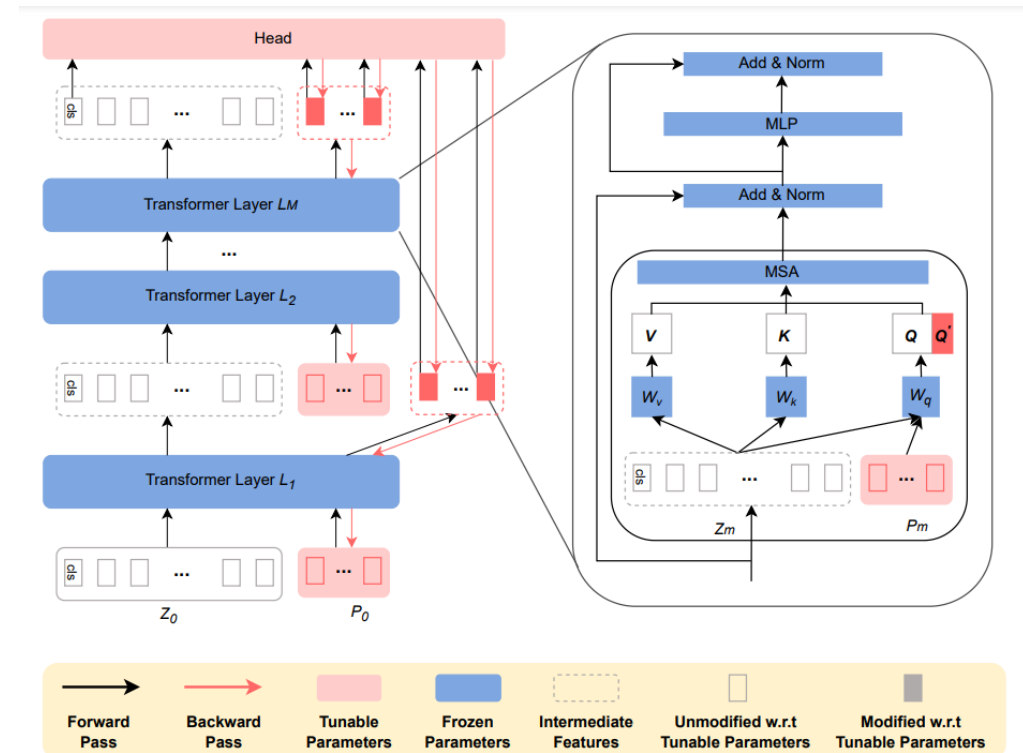 Head
cls
...
...
Transformer Layer LM
...
Transformer Layer L2
cls
...
...
...
Transformer Layer L1
cls
...
...
Z0
P0
Add & Norm
MLP
Add & Norm
MSA
V
K
Q
Q'
Wv
Wk
Wq
cls
...
...
Zm
Pm
Forward
Pass
Backward
Pass
Tunable
Parameters
Frozen
Parameters
Intermediate
Features
Unmodified w.r.t
Tunable Parameters
Modified w.r.t
Tunable Parameters